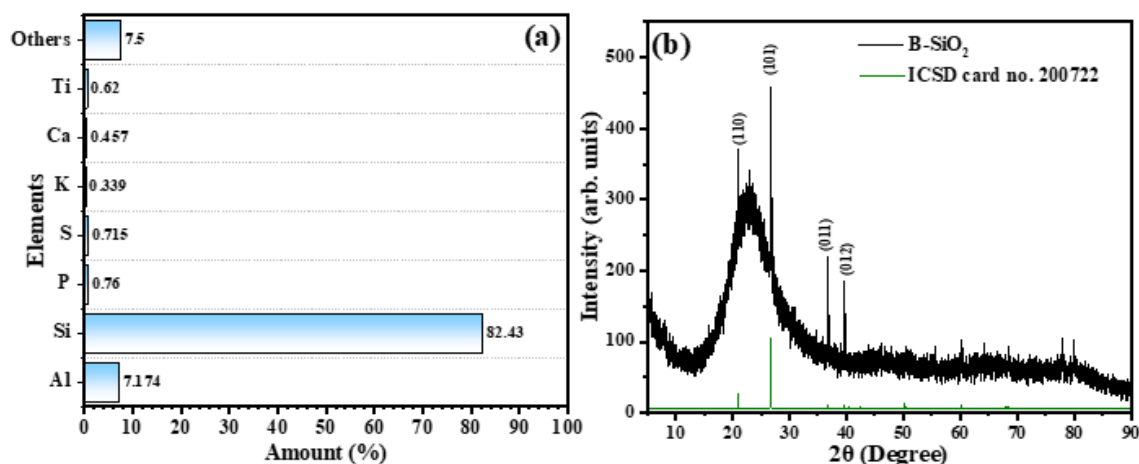 (a)
Others
7.5
Ti
0.62
Ca
0.457
K
0.339
S
0.715
P
0.76
Si
82.43
Al
7.174
Elements
0 10 20 30 40 50 60 70 80 90 100
Amount (%)
(b)
B-SiO₂
ICSD card no. 200722
500
400
300
200
100
0
Intensity (arb. units)
(110)
(101)
(011)
(012)
10 20 30 40 50 60 70 80 90
2θ (Degree)